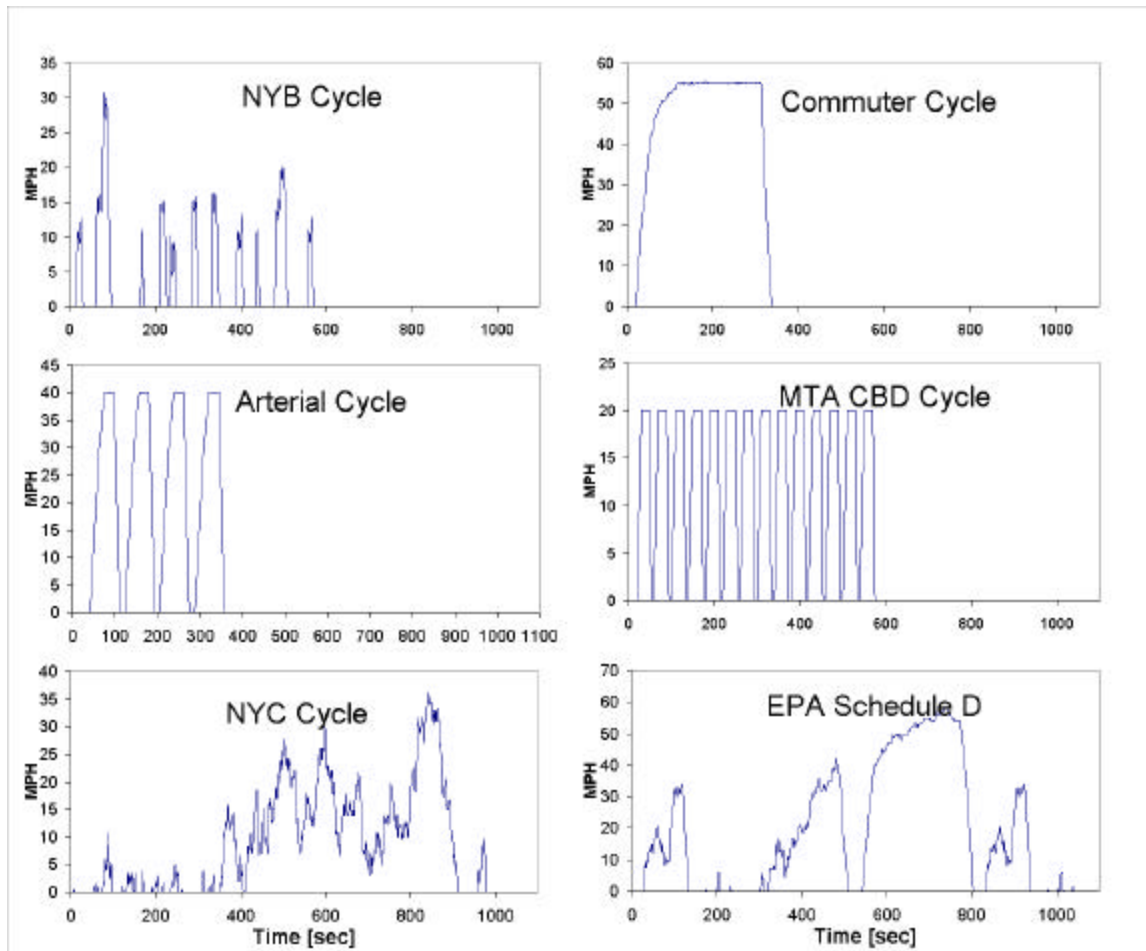 NYB Cycle
MPH
35
30
25
20
15
10
5
0
0 200 400 600 800 1000
Commuter Cycle
MPH
60
50
40
30
20
10
0
0 200 400 600 800 1000
Arterial Cycle
MPH
45
40
35
30
25
20
15
10
5
0
0 100 200 300 400 500 600 700 800 900 1000 1100
MTA CBD Cycle
MPH
25
20
15
10
5
0
0 200 400 600 800 1000
NYC Cycle
MPH
40
35
30
25
20
15
10
5
0
0 200 400 600 800 1000
Time [sec]
EPA Schedule D
MPH
70
60
50
40
30
20
10
0
0 200 400 600 800 1000
Time [sec]